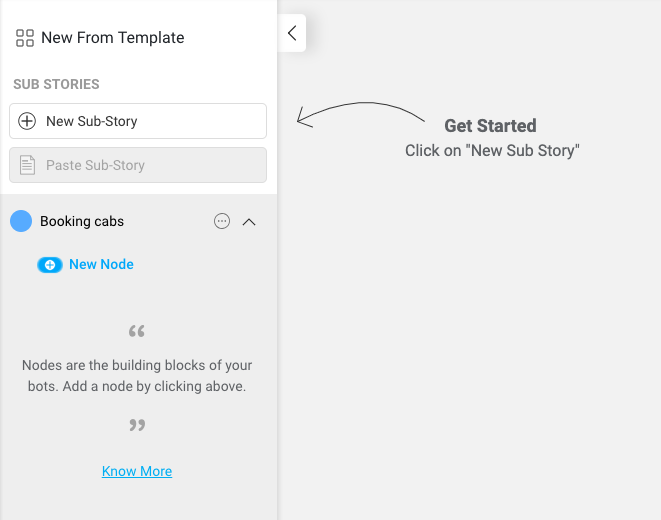 New From Template
SUB STORIES
New Sub-Story
Paste Sub-Story
Booking cabs
New Node
“
Nodes are the building blocks of your
bots. Add a node by clicking above.
”
Know More
Get Started
Click on "New Sub Story"